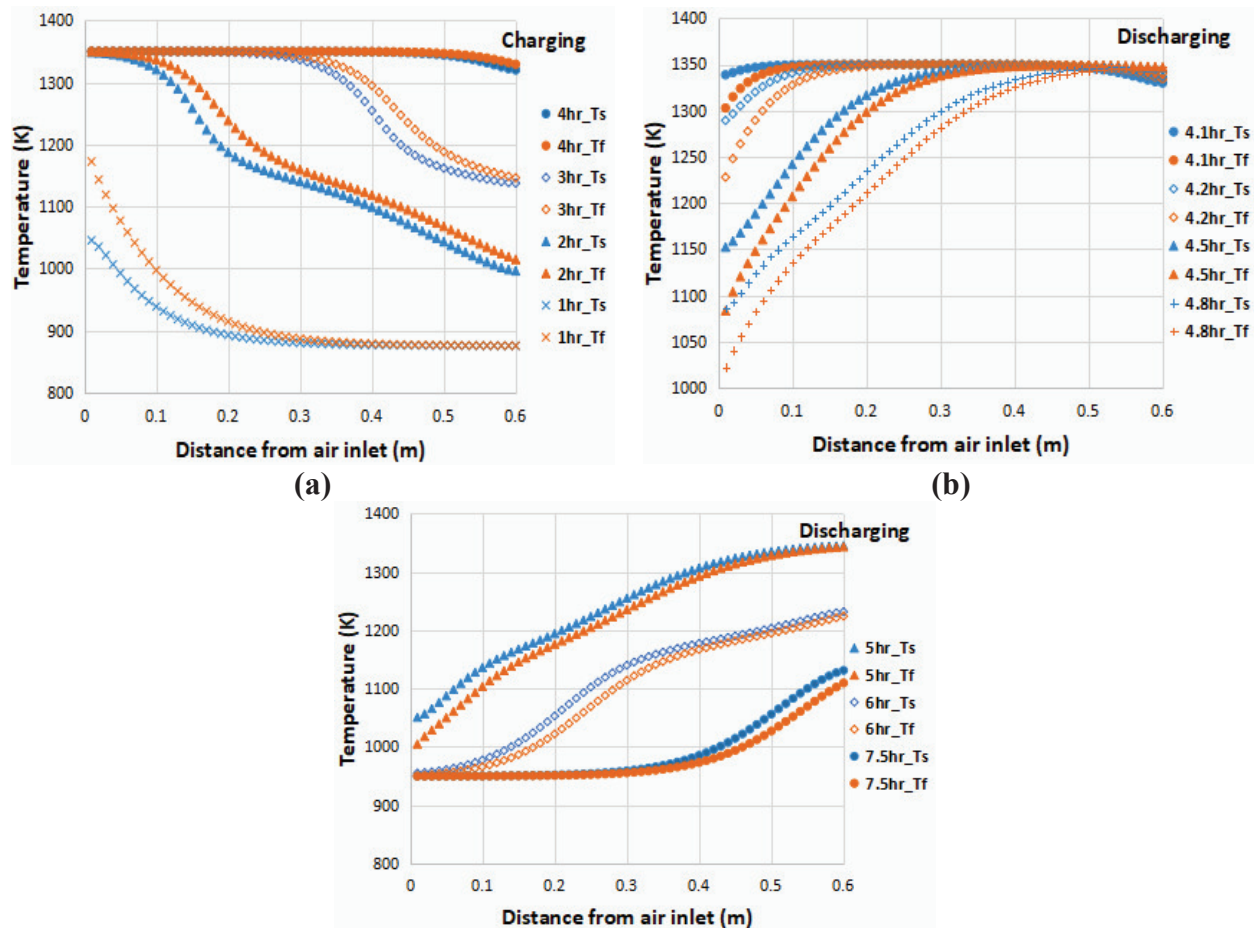 1400
1300
1200
1100
1000
900
800
Temperature (K)
0 0.1 0.2 0.3 0.4 0.5 0.6
Distance from air inlet (m)
Charging
4hr_Ts
4hr_Tf
3hr_Ts
3hr_Tf
2hr_Ts
2hr_Tf
1hr_Ts
1hr_Tf
(a)
1400
1350
1300
1250
1200
1150
1100
1050
1000
Temperature (K)
0 0.1 0.2 0.3 0.4 0.5 0.6
Distance from air inlet (m)
Discharging
4.1hr_Ts
4.1hr_Tf
4.2hr_Ts
4.2hr_Tf
4.5hr_Ts
4.5hr_Tf
4.8hr_Ts
4.8hr_Tf
(b)
1400
1300
1200
1100
1000
900
800
Temperature (K)
0 0.1 0.2 0.3 0.4 0.5 0.6
Distance from air inlet (m)
Discharging
5hr_Ts
5hr_Tf
6hr_Ts
6hr_Tf
7.5hr_Ts
7.5hr_Tf